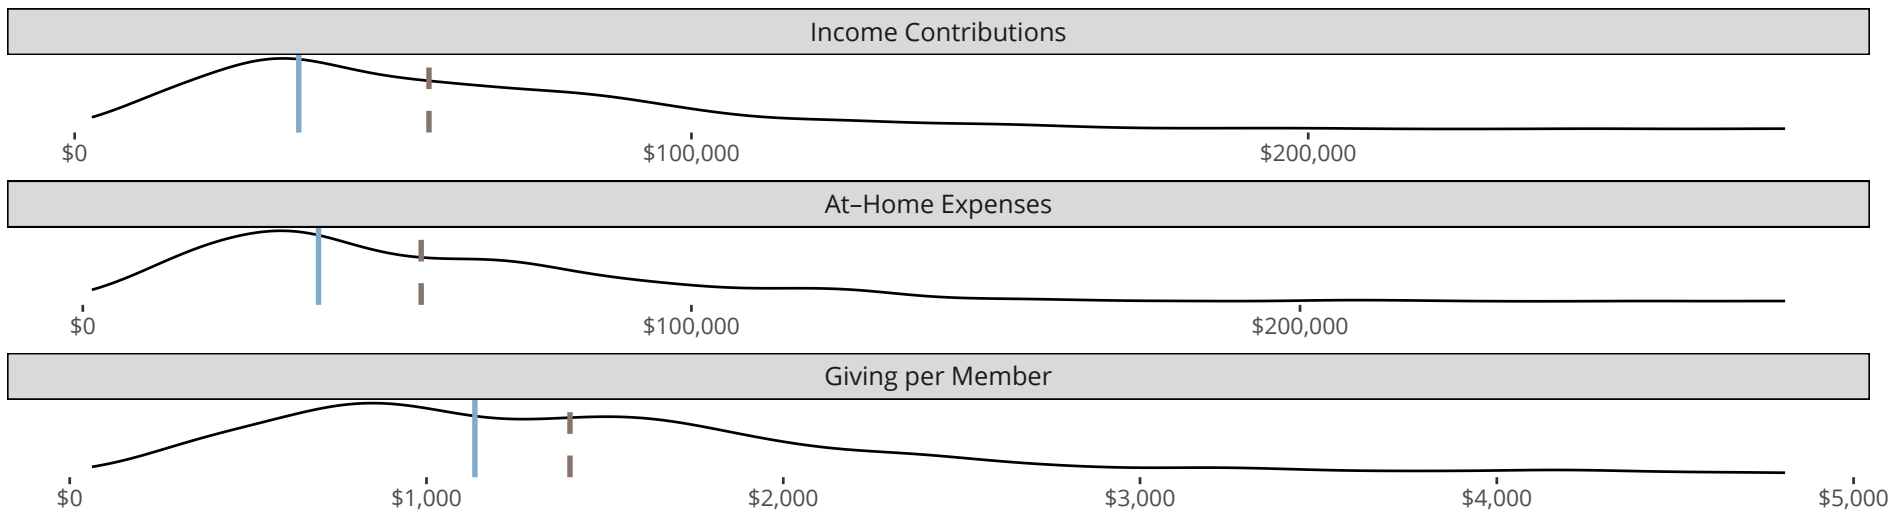 Income Contributions
$0 $100,000 $200,000
At–Home Expenses
$0 $100,000 $200,000
Giving per Member
$0 $1,000 $2,000 $3,000 $4,000 $5,000